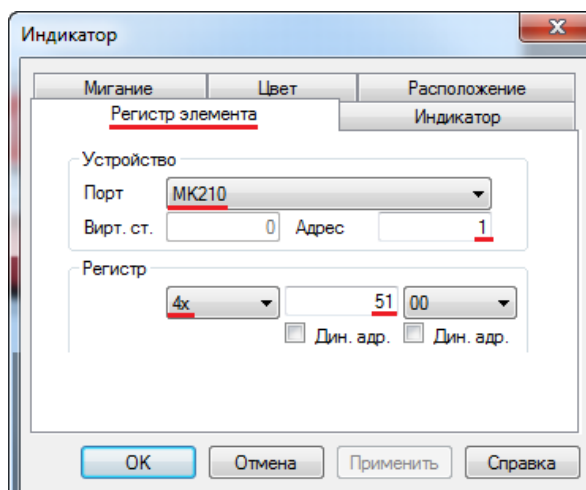 Индикатор
Мигание Цвет Расположение
Регистр элемента Индикатор
Устройство
Порт MK210
Вирт. ст. 0 Адрес 1
Регистр
4x 51 00
Дин. адр. Дин. адр.
OK Отмена Применить Справка